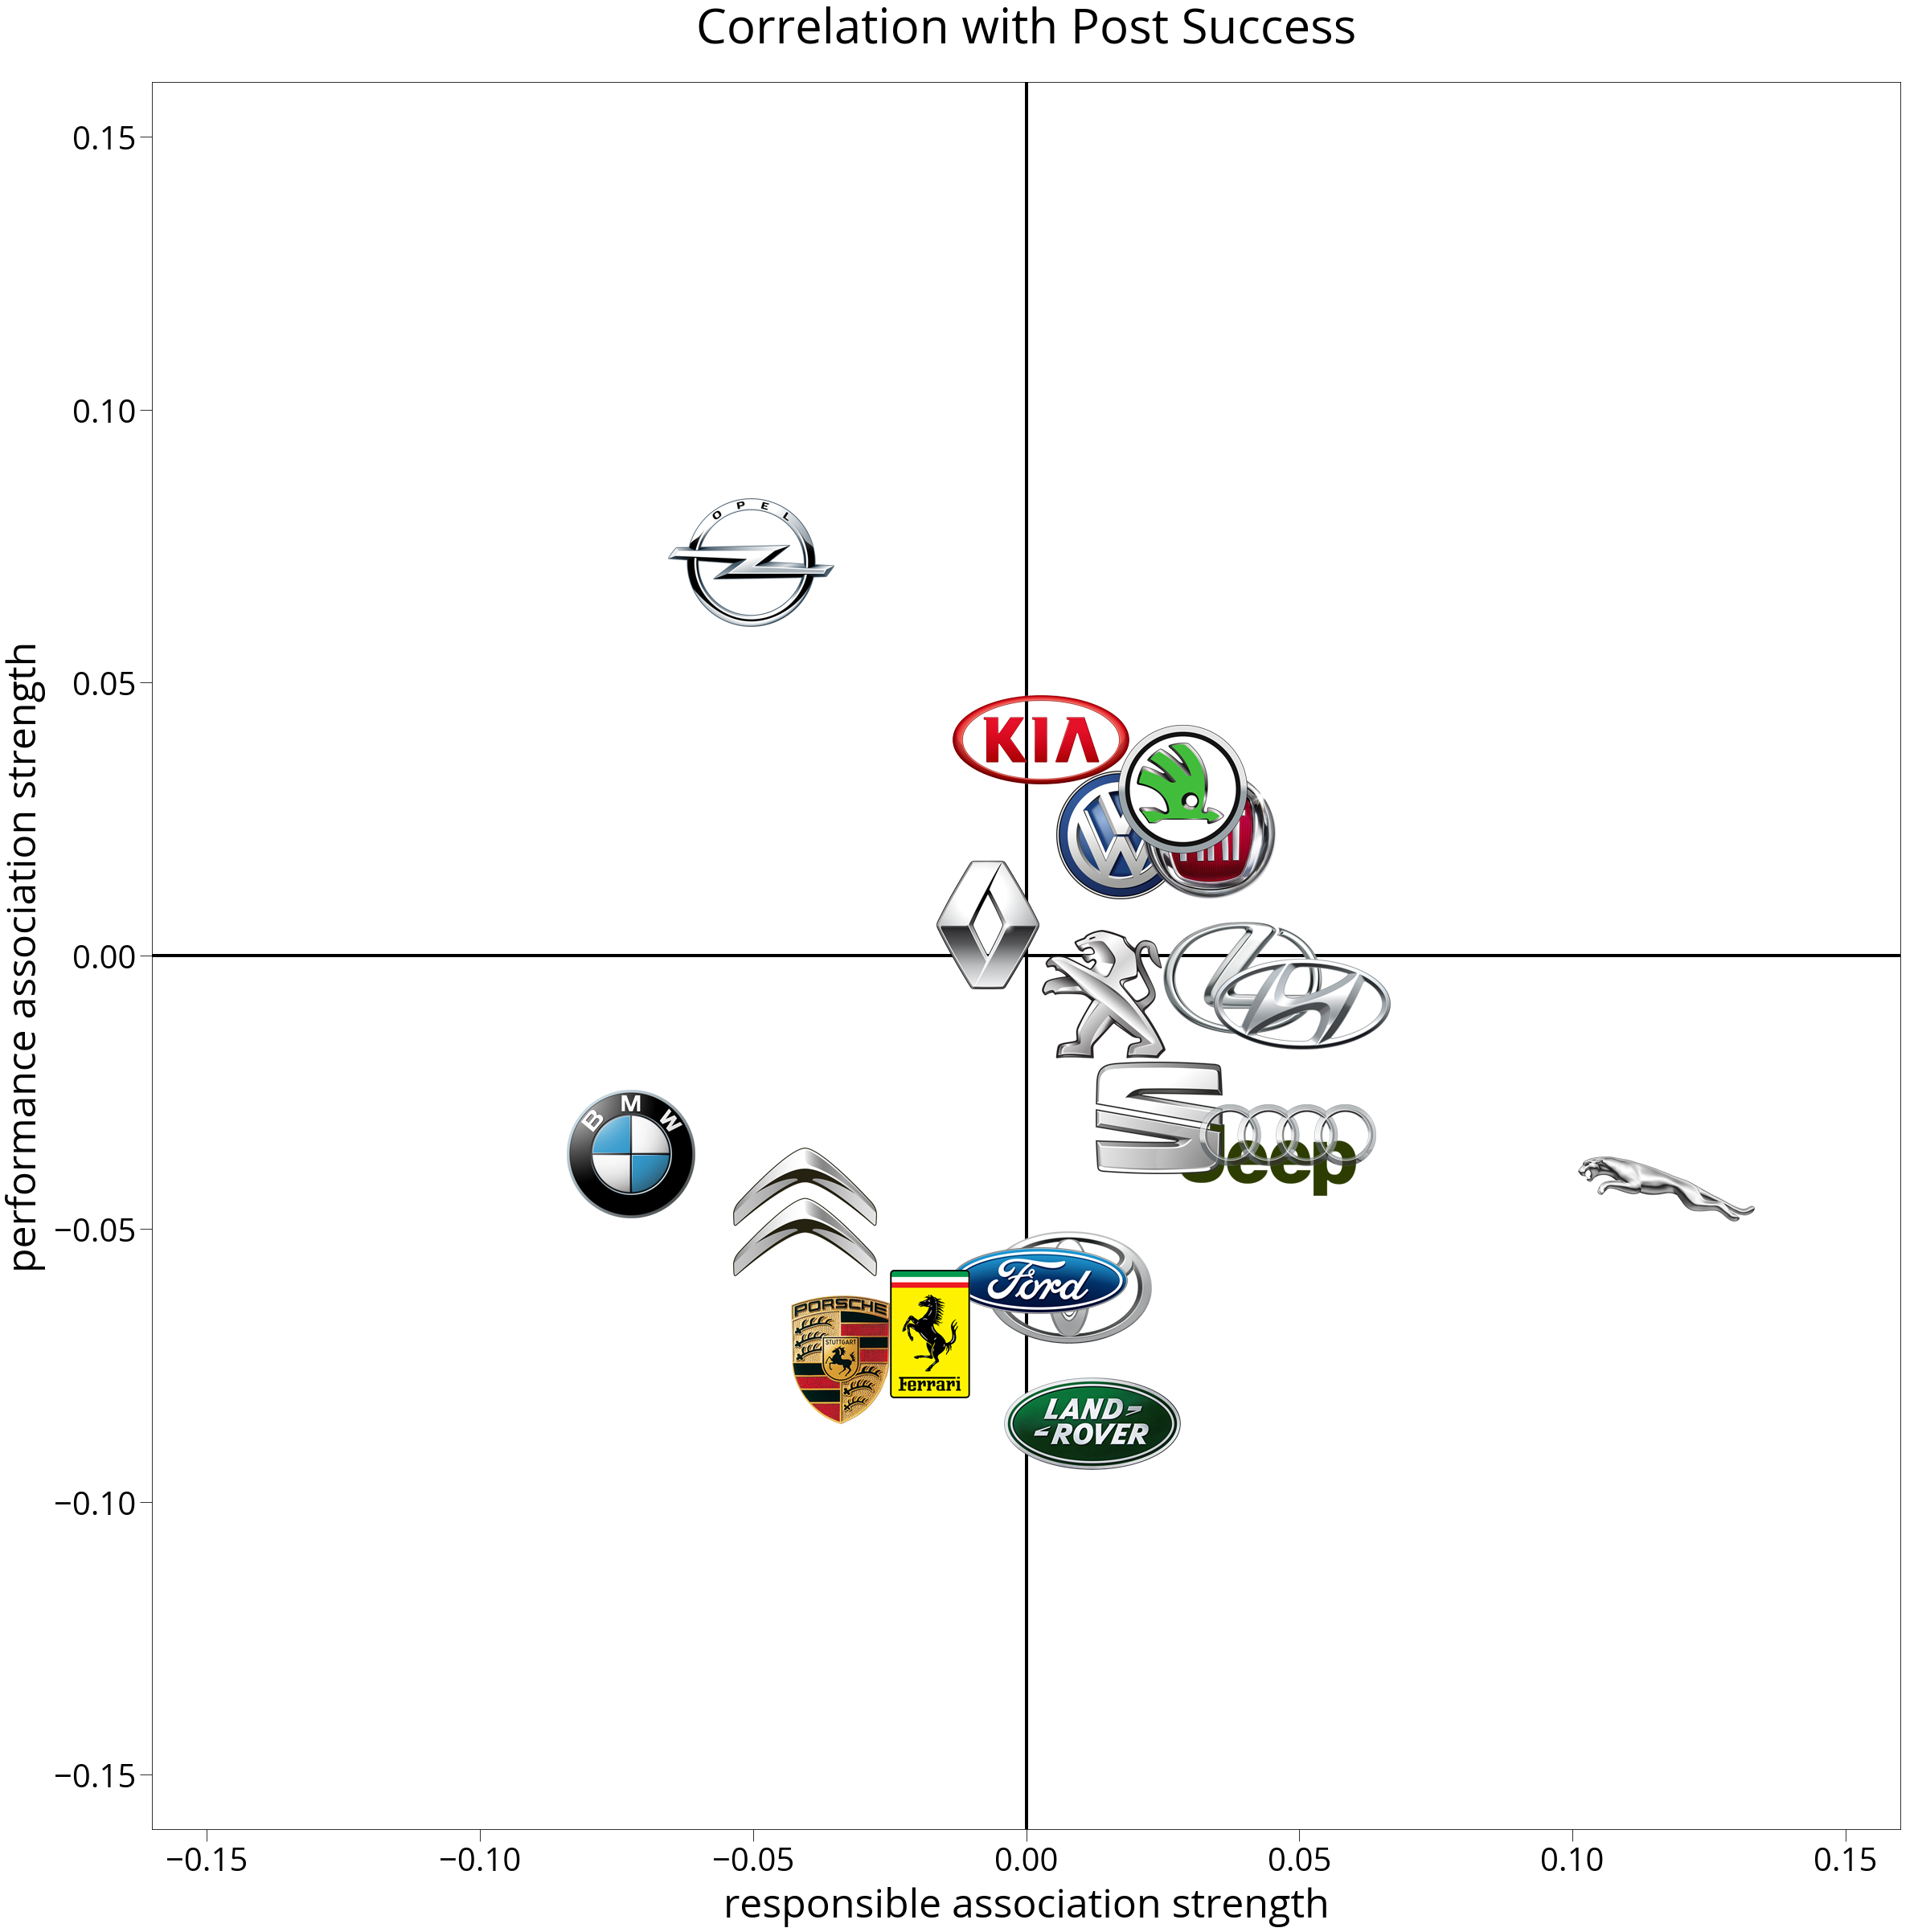 Correlation with Post Success
performance association strength
0.15
0.10
0.05
0.00
−0.05
−0.10
−0.15
OPEL
KIA
BMW
Jeep
Ford
PORSCHE
STUTTGART
Ferrari
LAND
ROVER
−0.15 −0.10 −0.05 0.00 0.05 0.10 0.15
responsible association strength